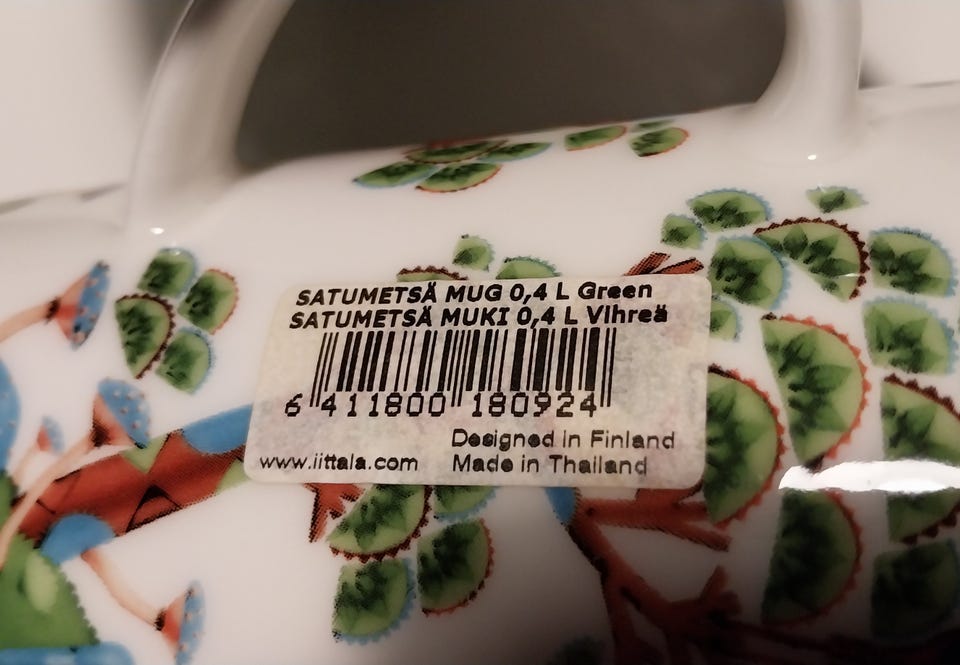 SATUMETSÄ MUG 0,4 L Green
SATUMETSÄ MUKI 0,4 L Vihreä
6 411800 180924
Designed in Finland
www.iittala.com Made in Thailand